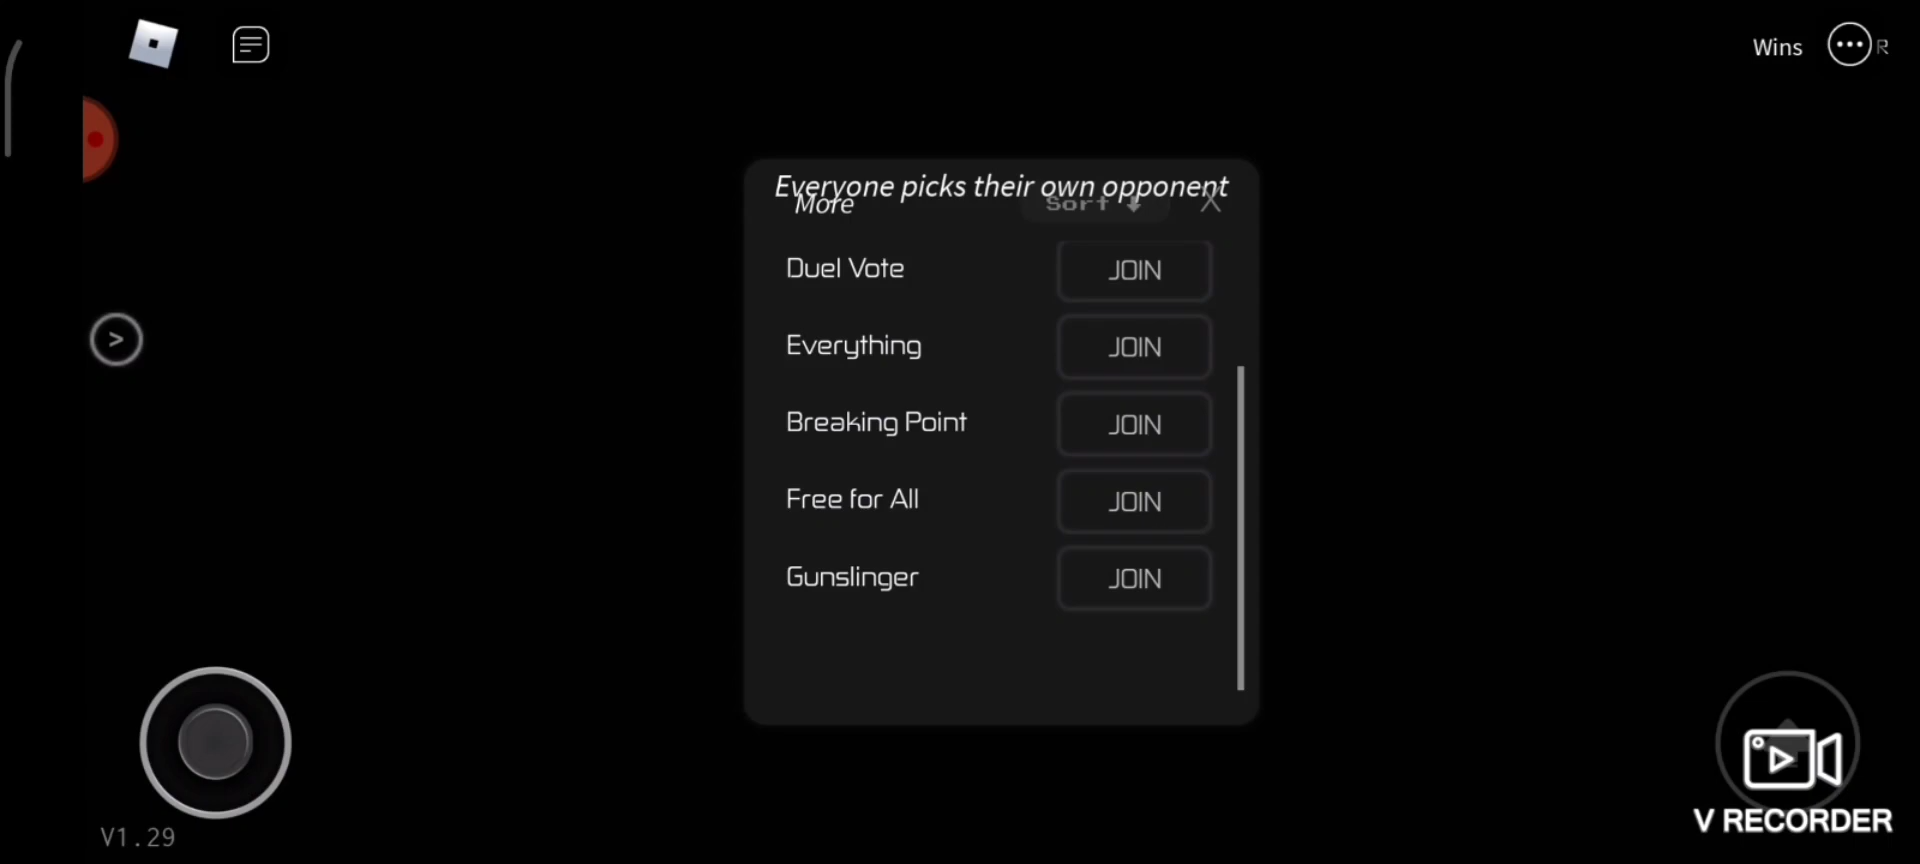 Wins
R
Everyone picks their own opponent
More
Sort
X
Duel Vote
JOIN
Everything
JOIN
>
Breaking Point
JOIN
Free for All
JOIN
Gunslinger
JOIN
V RECORDER
V1.29